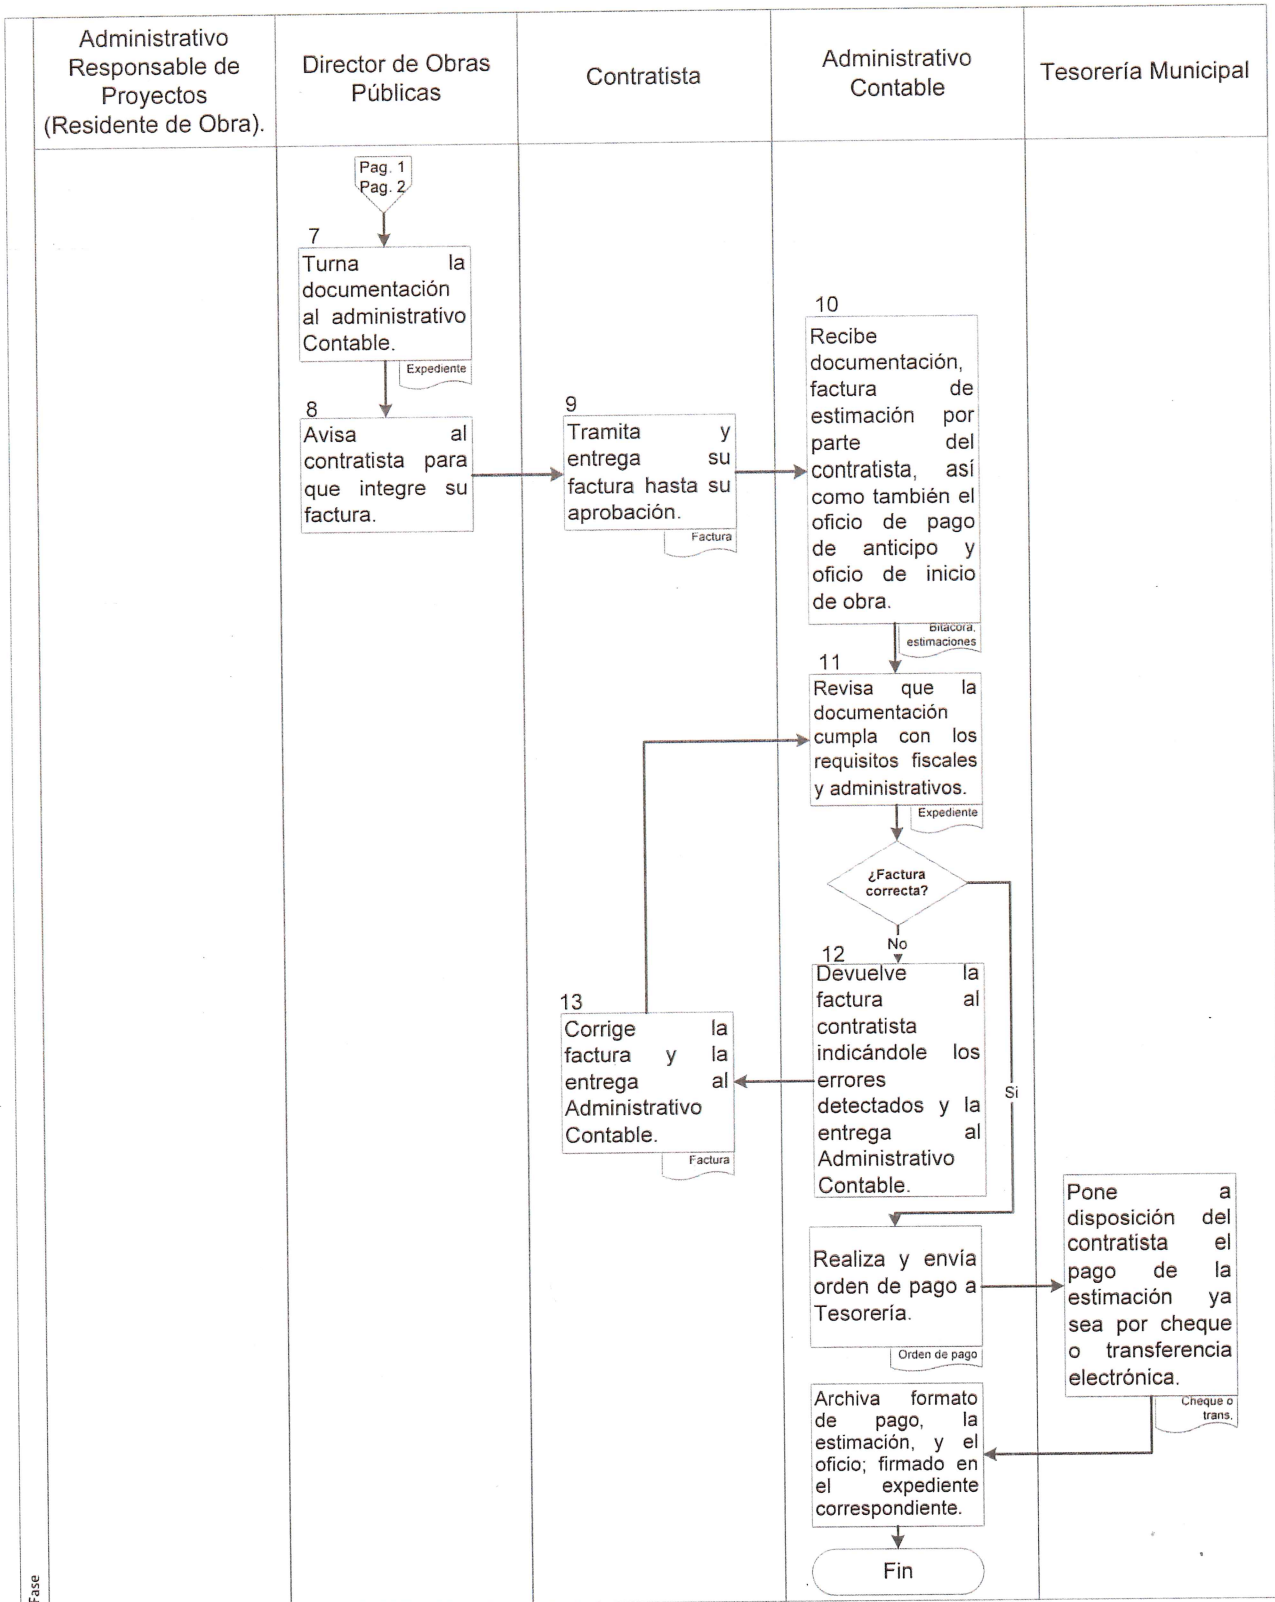 Administrativo
Responsable de
Proyectos
(Residente de Obra).
Director de Obras
Públicas
Contratista
Administrativo
Contable
Tesorería Municipal
Pag. 1
Pag. 2
7
Turna la
documentación
al administrativo
Contable.
Expediente
8
Avisa al
contratista para
que integre su
factura.
9
Tramita y
entrega su
factura hasta su
aprobación.
Factura
10
Recibe
documentación,
factura de
estimación por
parte del
contratista, así
como también el
oficio de pago
de anticipo y
oficio de inicio
de obra.
Bitácora,
estimaciones
11
Revisa que la
documentación
cumpla con los
requisitos fiscales
y administrativos.
Expediente
¿Factura
correcta?
No
Si
12
Devuelve la
factura al
contratista
indicándole los
errores
detectados y la
entrega al
Administrativo
Contable.
13
Corrige la
factura y la
entrega al
Administrativo
Contable.
Factura
Realiza y envía
orden de pago a
Tesorería.
Orden de pago
Pone a
disposición del
contratista el
pago de la
estimación ya
sea por cheque
o transferencia
electrónica.
Cheque o
trans.
Archiva formato
de pago, la
estimación, y el
oficio; firmado en
el expediente
correspondiente.
Fin
Fase